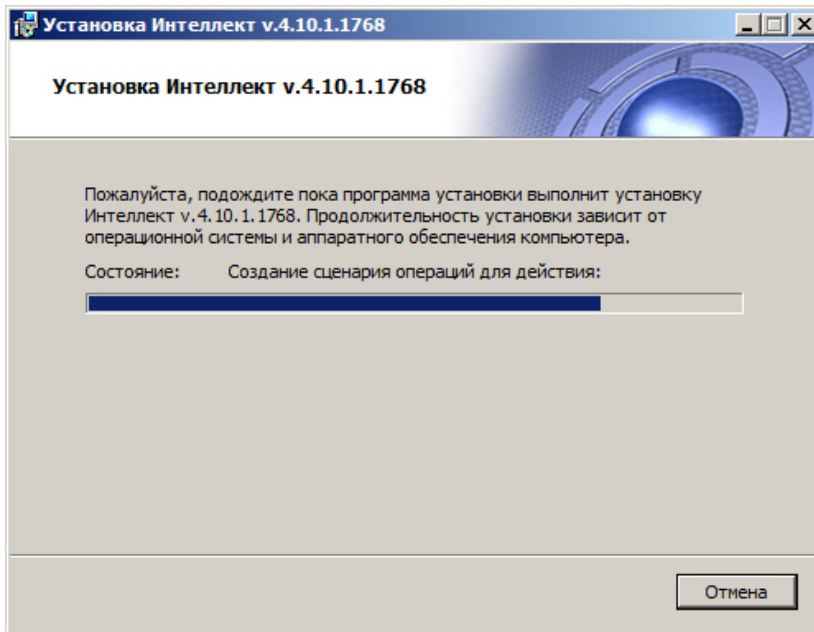 Установка Интеллект v.4.10.1.1768
Установка Интеллект v.4.10.1.1768
Пожалуйста, подождите пока программа установки выполнит установку
Интеллект v.4.10.1.1768. Продолжительность установки зависит от
операционной системы и аппаратного обеспечения компьютера.
Состояние: Создание сценария операций для действия:
Отмена